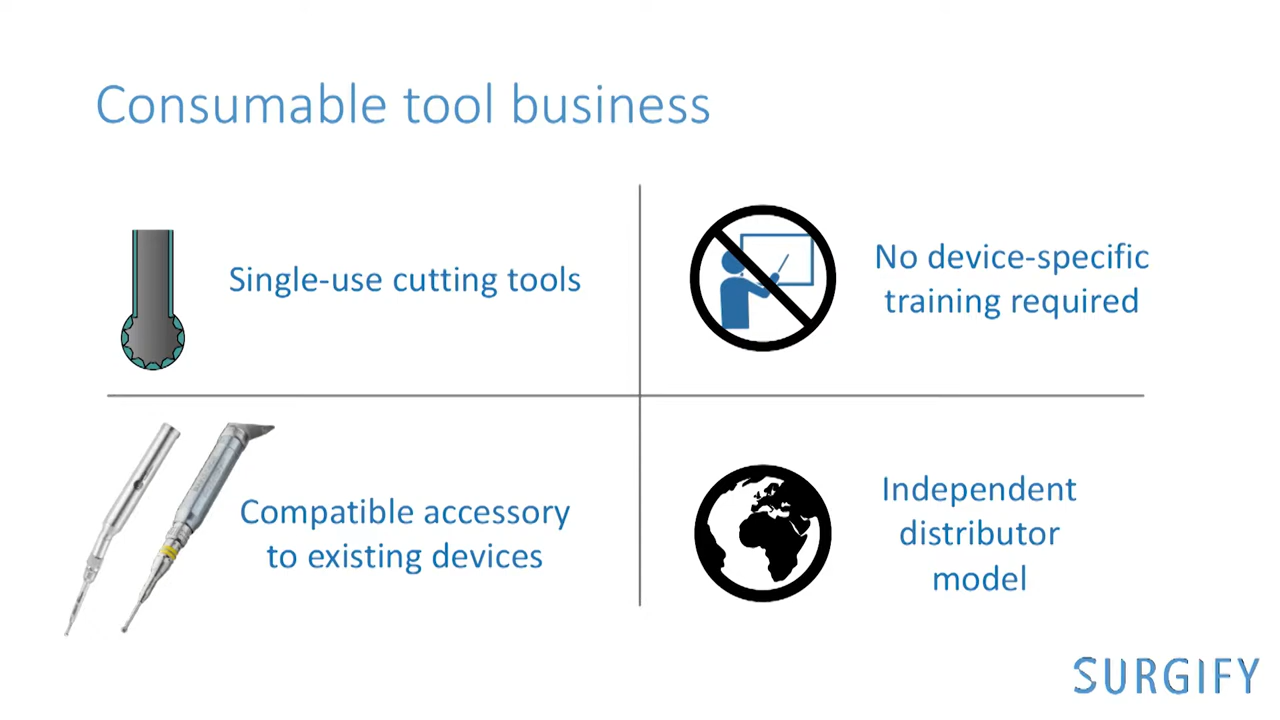 Consumable tool business
Single-use cutting tools
No device-specific
training required
Compatible accessory
to existing devices
Independent
distributor
model
SURGIFY